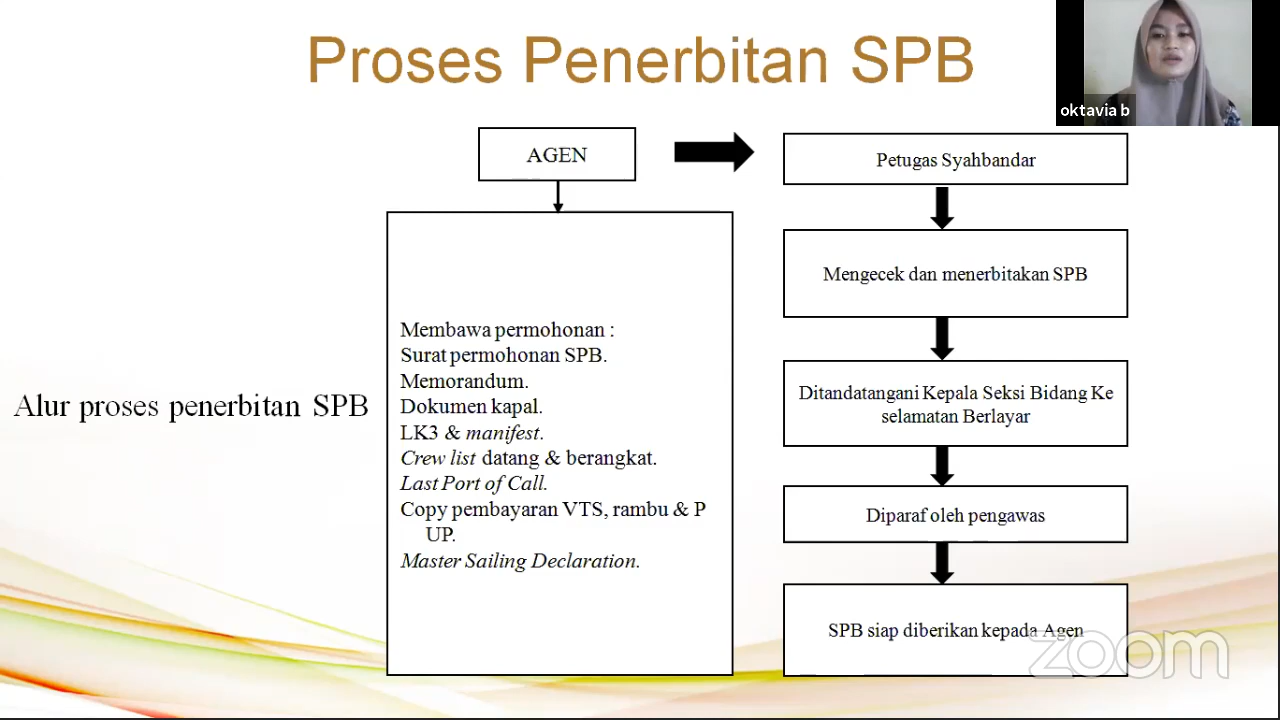 Proses Penerbitan SPB
oktavia b
AGEN
Petugas Syahbandar
Mengecek dan menerbitakan SPB
Membawa permohonan :
Surat permohonan SPB.
Memorandum.
Dokumen kapal.
LK3 & manifest.
Crew list datang & berangkat.
Last Port of Call.
Copy pembayaran VTS, rambu & P
UP.
Master Sailing Declaration.
Alur proses penerbitan SPB
Ditandatangani Kepala Seksi Bidang Ke
selamatan Berlayar
Diparaf oleh pengawas
SPB siap diberikan kepada Agen
zoom